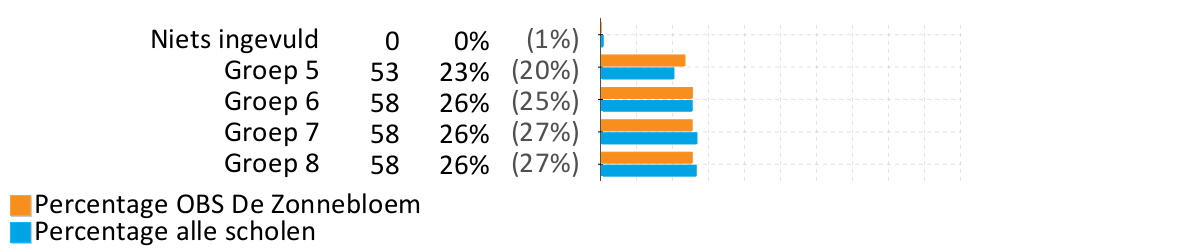 Niets ingevuld 0 0% (1%)
Groep 5 53 23% (20%)
Groep 6 58 26% (25%)
Groep 7 58 26% (27%)
Groep 8 58 26% (27%)
Percentage OBS De Zonnebloem
Percentage alle scholen